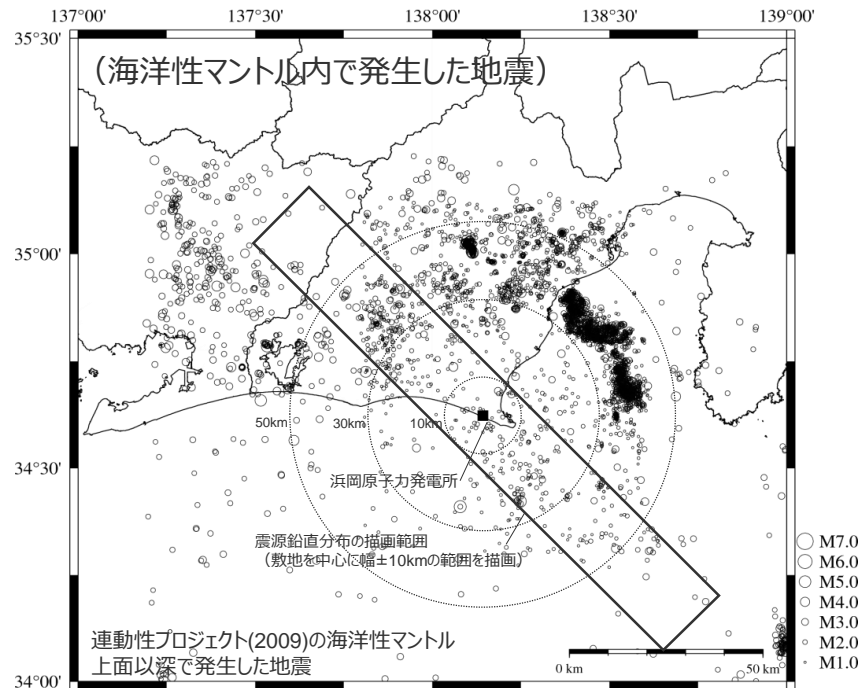 137°00' 137°30' 138°00' 138°30' 139°00'
35°30'
（海洋性マントル内で発生した地震）
35°00'
50km 30km 10km
34°30'
浜岡原子力発電所
震源鉛直分布の描画範囲
（敷地を中心に幅±10kmの範囲を描画）
M7.0
M6.0
M5.0
M4.0
M3.0
M2.0
M1.0
連動性プロジェクト(2009)の海洋性マントル
上面以深で発生した地震
0 km 50 km
34°00'